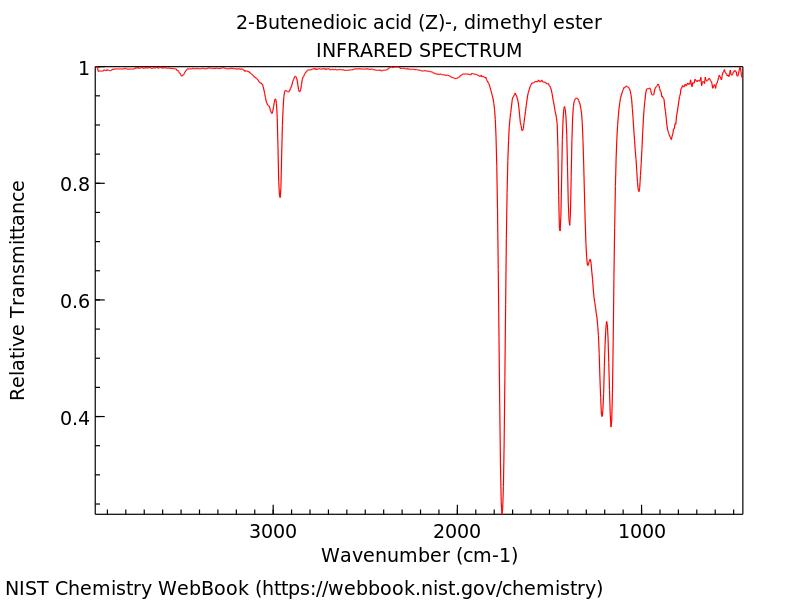 2-Butenedioic acid (Z)-, dimethyl ester
INFRARED SPECTRUM
1
0.8
0.6
0.4
Relative Transmittance
3000 2000 1000
Wavenumber (cm-1)
NIST Chemistry WebBook (https://webbook.nist.gov/chemistry)